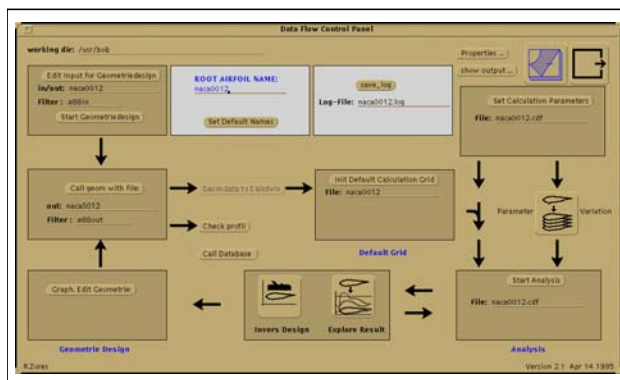 Data Flow Control Panel
working dir: /usr/bob
Properties ...
show output ...
Edit Input for Geometriedesign
in/out: naca0012
Filter : e88in
Start Geometriedesign
ROOT AIRFOIL NAME:
naca0012
Set Default Names
save_log
Log-File: naca0012.log
Set Calculation Parameters
File: naca0012.cdf
Call geom with file:
out: naca0012
Filter : e88out
Check profil
Call Database
Init Default Calculation Grid
File: naca0012
Default Grid
Parameter
Variation
Graph. Edit Geometrie
Geometrie Design
Invers Design
Explore Result
Start Analysis
File: naca0012.cdf
Analysis
R.Zores
Version 2.1 Apr 14 1995